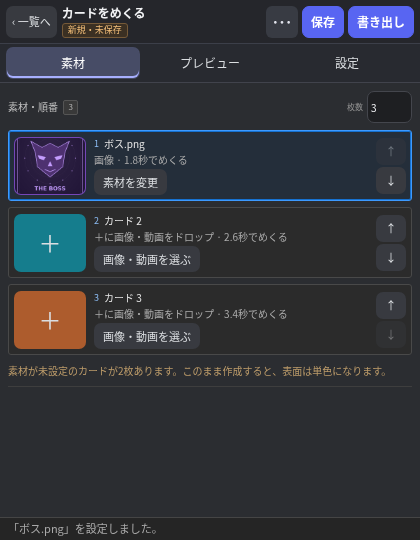 ‹ 一覧へ
カードをめくる
新規・未保存
…
保存
書き出し
素材
プレビュー
設定
素材・順番 3
枚数 3
1 ボス.png
画像 · 1.8秒でめくる
素材を変更
THE BOSS
↑
↓
2 カード 2
＋に画像・動画をドロップ · 2.6秒でめくる
画像・動画を選ぶ
↑
↓
3 カード 3
＋に画像・動画をドロップ · 3.4秒でめくる
画像・動画を選ぶ
↑
↓
素材が未設定のカードが2枚あります。このまま作成すると、表面は単色になります。
「ボス.png」を設定しました。